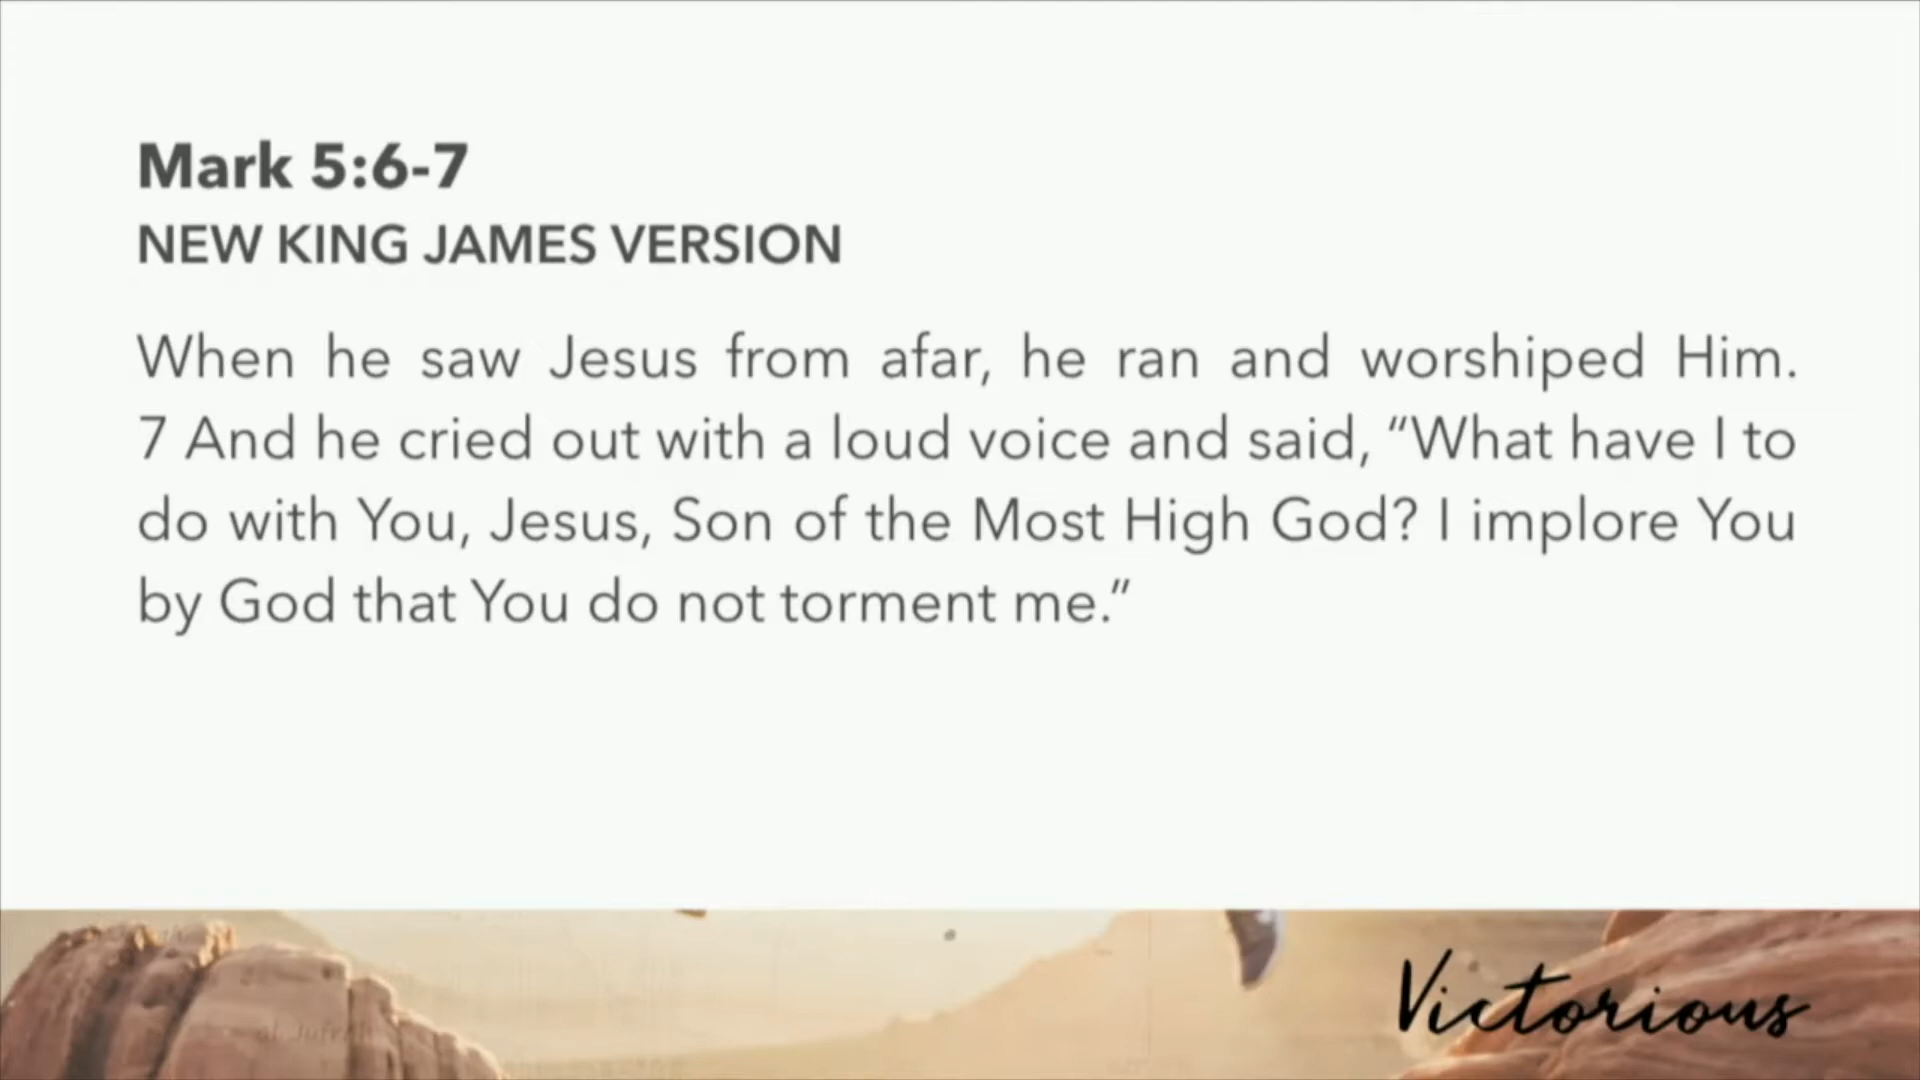 Mark 5:6-7
NEW KING JAMES VERSION
When he saw Jesus from afar, he ran and worshiped Him.
7 And he cried out with a loud voice and said, “What have I to
do with You, Jesus, Son of the Most High God? I implore You
by God that You do not torment me.”
Victorious